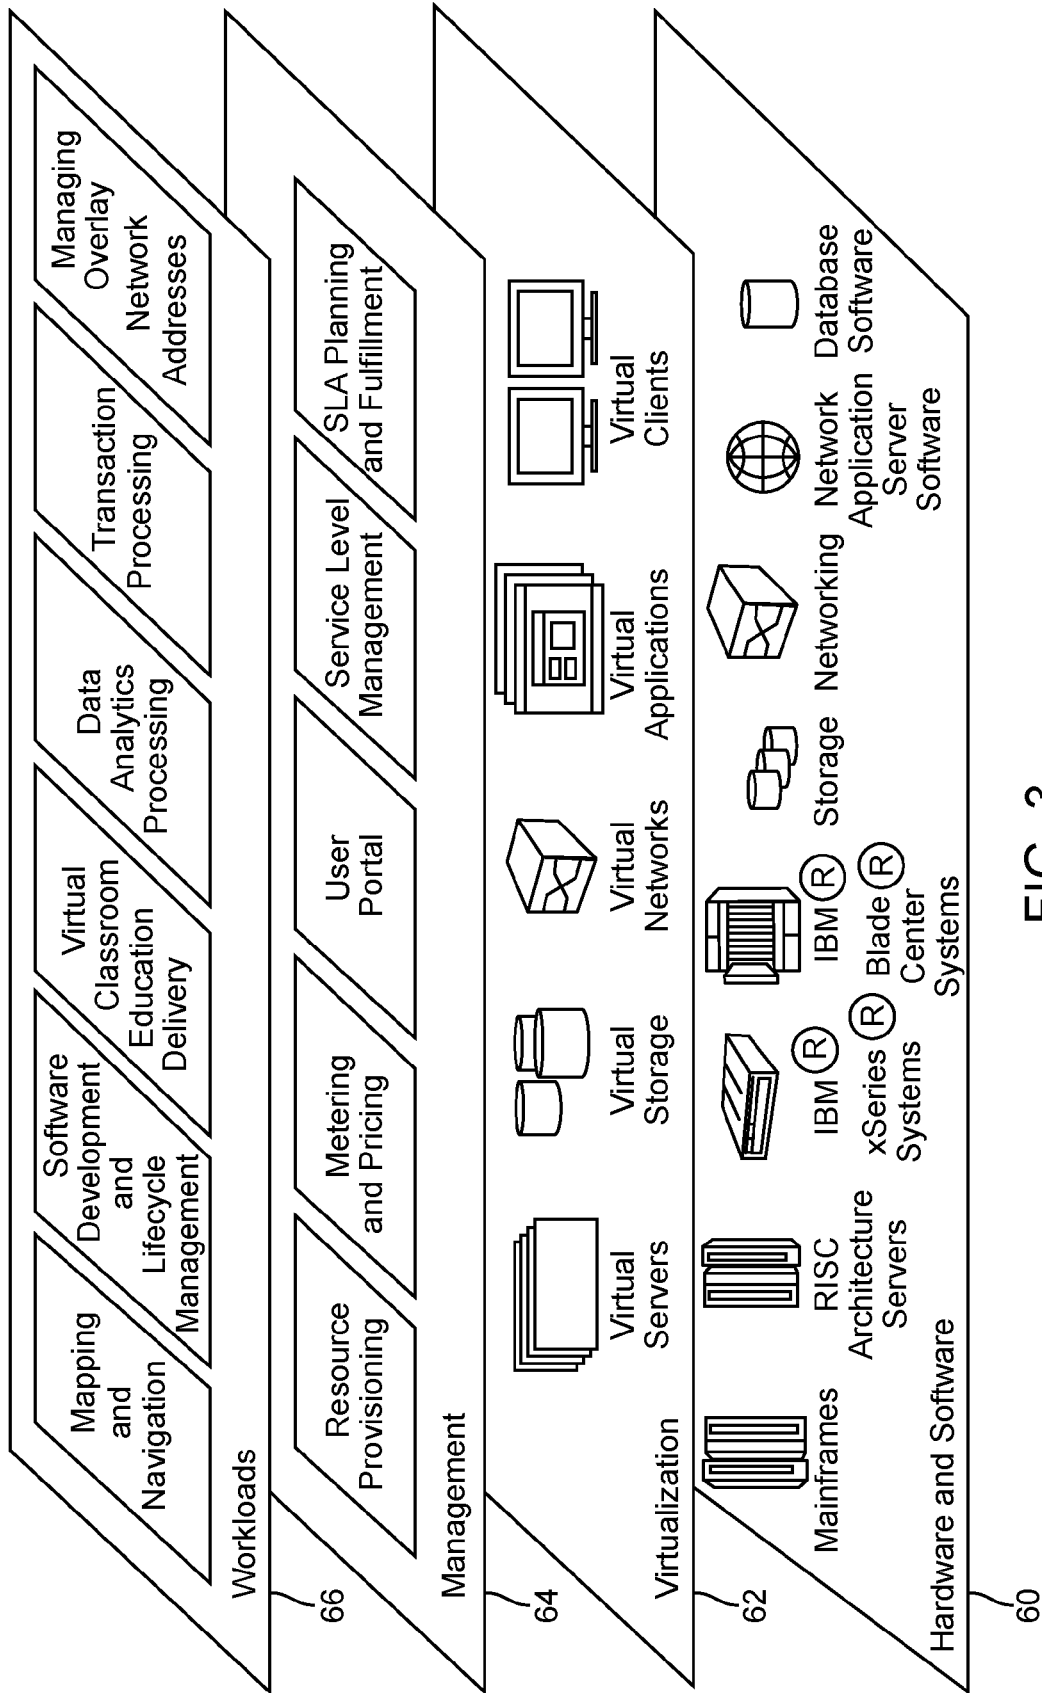 Mapping
and
Navigation
Software
Development
and
Lifecycle
Management
Virtual
Classroom
Education
Delivery
Data
Analytics
Processing
Transaction
Processing
Managing
Overlay
Network
Addresses
Workloads
66
Resource
Provisioning
Metering
and Pricing
User
Portal
Service Level
Management
SLA Planning
and Fulfillment
Management
64
Virtual
Servers
Virtual
Storage
Virtual
Networks
Virtual
Applications
Virtual
Clients
Virtualization
62
Mainframes
RISC
Architecture
Servers
IBM ®
xSeries ®
Systems
IBM ®
Blade ®
Center
Systems
Storage
Networking
Network
Application
Server
Software
Database
Software
Hardware and Software
60
FIG. 3